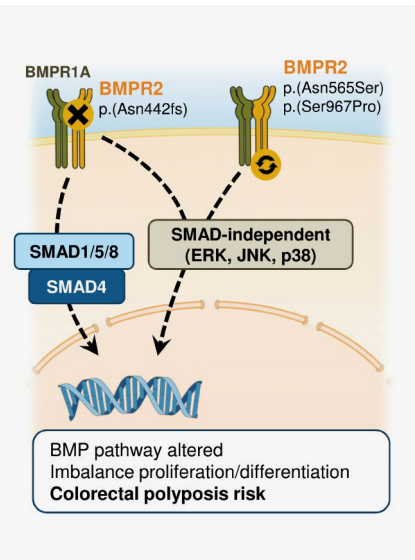 BMPR1A
BMPR2
p.(Asn442fs)
BMPR2
p.(Asn565Ser)
p.(Ser967Pro)
SMAD1/5/8
SMAD4
SMAD-independent
(ERK, JNK, p38)
BMP pathway altered
Imbalance proliferation/differentiation
Colorectal polyposis risk